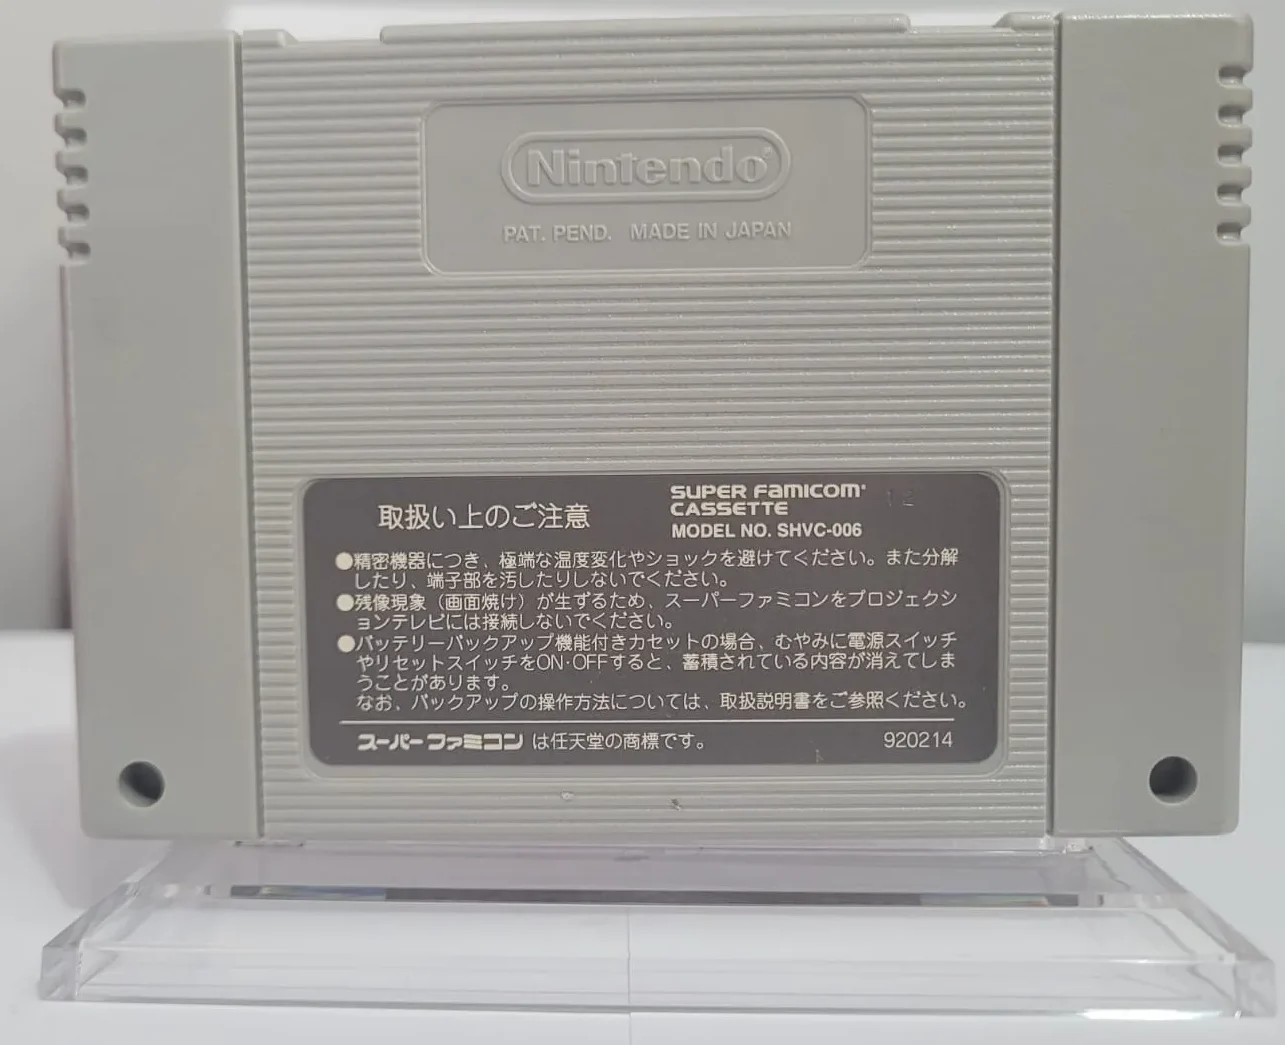 Nintendo
PAT. PEND. MADE IN JAPAN
取扱い上のご注意
SUPER FAMICOM
CASSETTE
12
MODEL NO. SHVC-006
●精密機器につき、極端な温度変化やショックを避けてください。また分解
したり、端子部を汚したりしないでください。
●残像現象（画面焼け）が生ずるため、スーパーファミコンをプロジェクシ
ョンテレビには接続しないでください。
●バッテリーバックアップ機能付きカセットの場合、むやみに電源スイッチ
やリセットスイッチをON·OFFすると、蓄積されている内容が消えてしま
うことがあります。
なお、バックアップの操作方法については、取扱説明書をご参照ください。
スーパーファミコン は任天堂の商標です。
920214